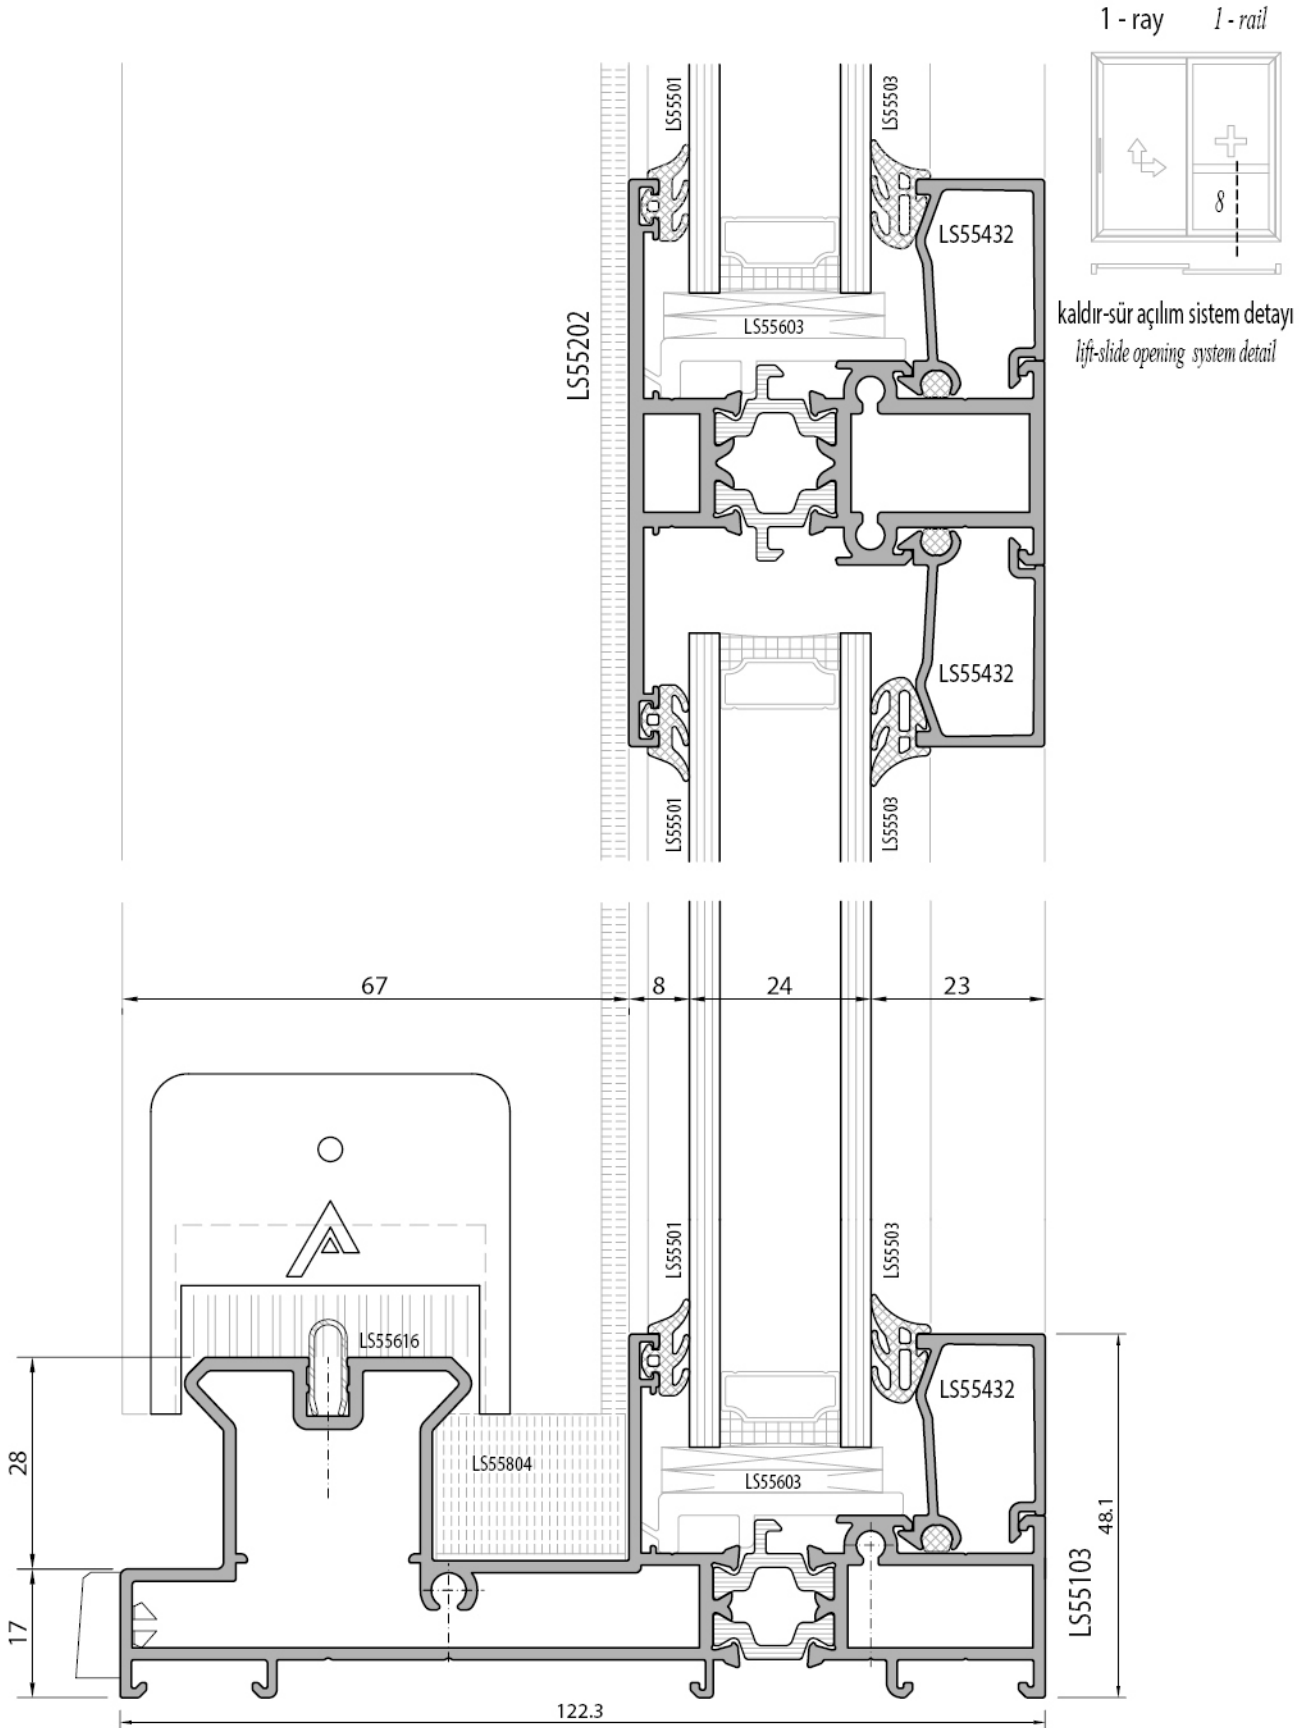 1 - ray 1 - rail
LS55501
LS55503
LS55432
8
LS55202
LS55603
kaldır-sür açılım sistem detayı
lift-slide opening system detail
LS55432
LS55501
LS55503
67
8
24
23
LS55501
LS55503
LS55616
LS55432
28
LS55804
LS55603
48.1
LS55103
17
122.3